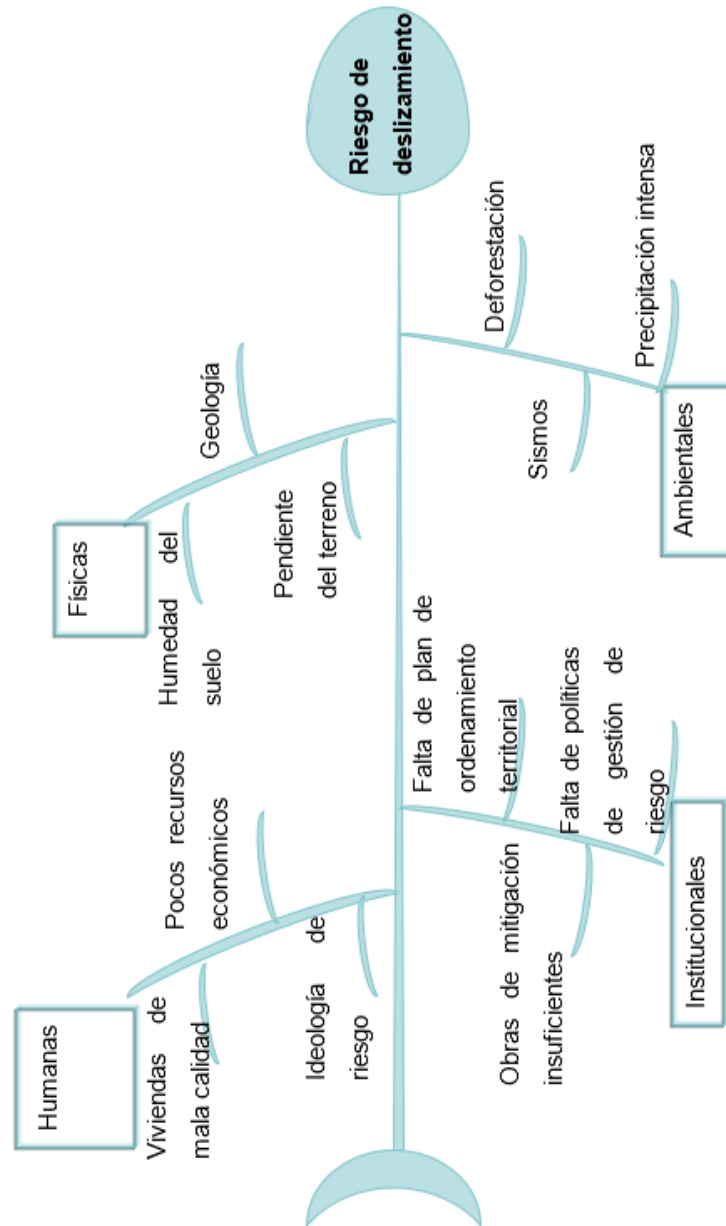 Humanas
Viviendas de
mala calidad
Pocos recursos
económicos
Ideología de
riesgo
Físicas
Humedad del
suelo
Geología
Pendiente
del terreno
Riesgo de
deslizamiento
Institucionales
Obras de mitigación
insuficientes
Falta de plan de
ordenamiento
territorial
Falta de políticas
de gestión de
riesgo
Ambientales
Sismos
Deforestación
Precipitación intensa